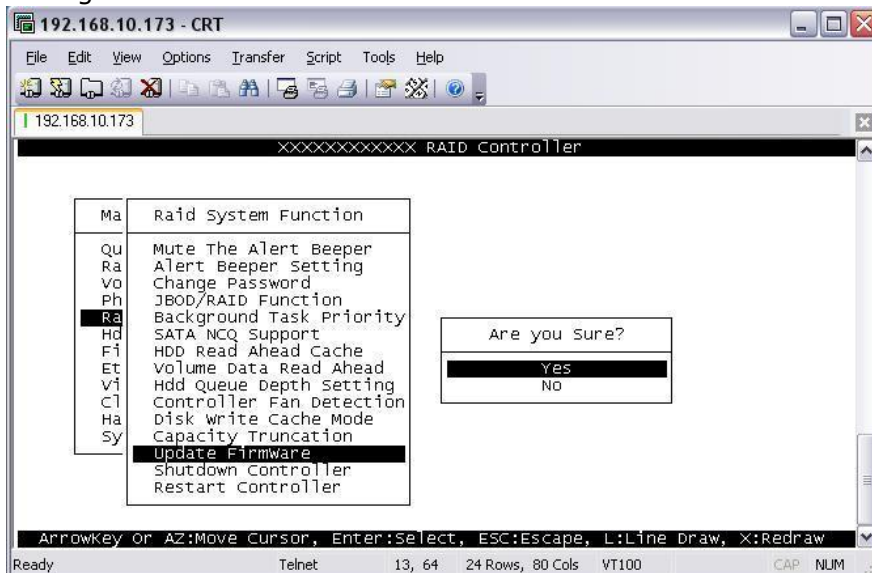 192.168.10.173 - CRT
File Edit View Options Transfer Script Tools Help
192.168.10.173
XXXXXXXXXXXX RAID Controller
Ma
Raid System Function
Qu
Mute The Alert Beeper
Ra
Alert Beeper Setting
Vo
Change Password
Ph
JBOD/RAID Function
Ra
Background Task Priority
Hd
SATA NCQ Support
Fi
HDD Read Ahead Cache
Et
Volume Data Read Ahead
Vi
Hdd Queue Depth Setting
Cl
Controller Fan Detection
Ha
Disk Write Cache Mode
Sy
Capacity Truncation
Update FirmWare
Shutdown Controller
Restart Controller
Are you Sure?
Yes
No
ArrowKey Or AZ:Move Cursor, Enter:Select, ESC:Escape, L:Line Draw, X:Redraw
Ready Telnet 13, 64 24 Rows, 80 Cols VT100 CAP NUM